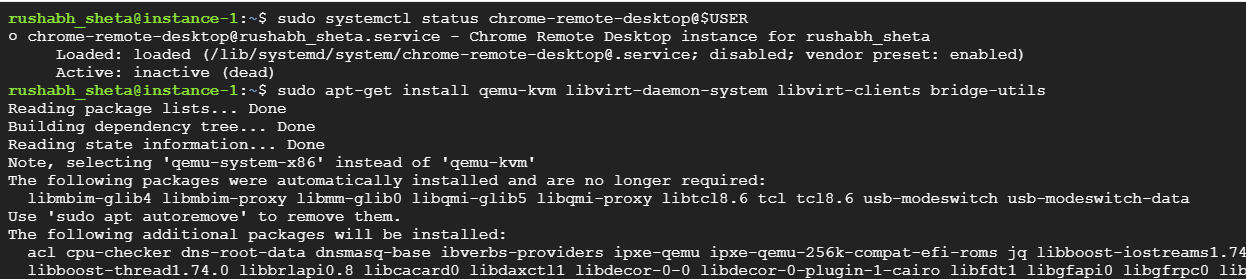 rushabh_sheta@instance-1:~$ sudo systemctl status chrome-remote-desktop@$USER
○ chrome-remote-desktop@rushabh_sheta.service - Chrome Remote Desktop instance for rushabh_sheta
     Loaded: loaded (/lib/systemd/system/chrome-remote-desktop@.service; disabled; vendor preset: enabled)
     Active: inactive (dead)
rushabh_sheta@instance-1:~$ sudo apt-get install qemu-kvm libvirt-daemon-system libvirt-clients bridge-utils
Reading package lists... Done
Building dependency tree... Done
Reading state information... Done
Note, selecting 'qemu-system-x86' instead of 'qemu-kvm'
The following packages were automatically installed and are no longer required:
  libmbim-glib4 libmbim-proxy libmm-glib0 libqmi-glib5 libqmi-proxy libtcl8.6 tcl tcl8.6 usb-modeswitch usb-modeswitch-data
Use 'sudo apt autoremove' to remove them.
The following additional packages will be installed:
  acl cpu-checker dns-root-data dnsmasq-base ibverbs-providers ipxe-qemu ipxe-qemu-256k-compat-efi-roms jq libboost-iostreams1.74
  libboost-thread1.74.0 libbrlapi0.8 libcacard0 libdaxctl1 libdecor-0-0 libdecor-0-plugin-1-cairo libfdt1 libgfapi0 libgfrpc0 lib